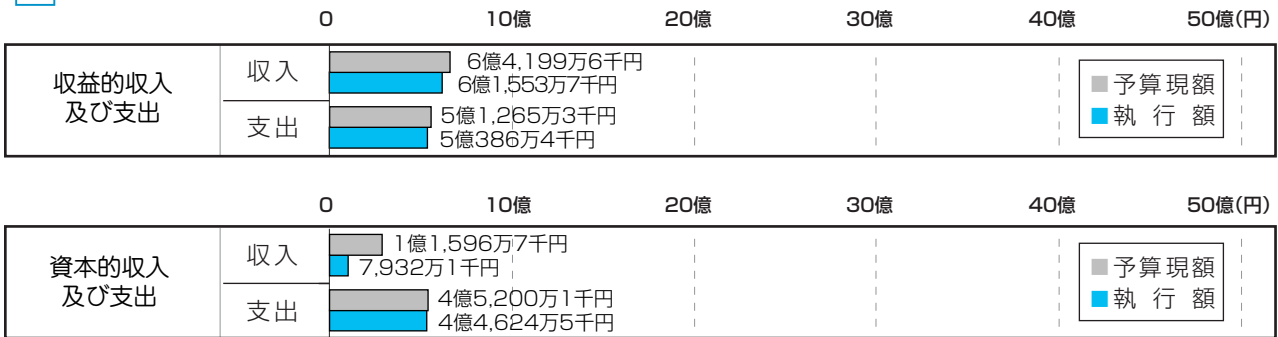 0 10億 20億 30億 40億 50億(円)
収益的収入
及び支出
収入
6億4,199万6千円
6億1,553万7千円
支出
5億1,265万3千円
5億386万4千円
予算現額
執行額
0 10億 20億 30億 40億 50億(円)
資本的収入
及び支出
収入
1億1,596万7千円
7,932万1千円
支出
4億5,200万1千円
4億4,624万5千円
予算現額
執行額